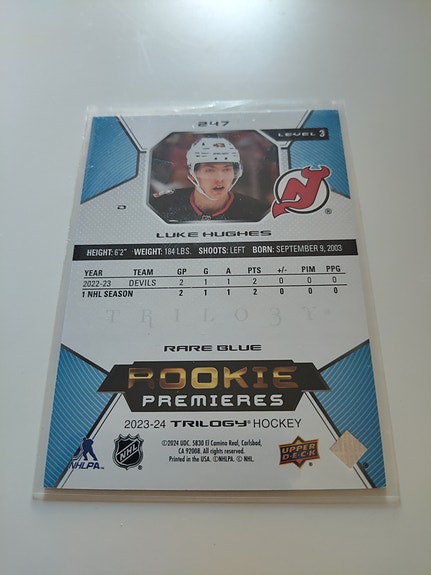 247
LEVEL 3
43
D
LUKE HUGHES
HEIGHT: 6'2" WEIGHT: 184 LBS. SHOOTS: LEFT BORN: SEPTEMBER 9, 2003
YEAR TEAM GP G A PTS +/- PIM PPG
2022-23 DEVILS 2 1 1 2 0 0 0
1 NHL SEASON 2 1 1 2 0 0 0
TRILO3Y
RARE BLUE
ROOKIE
PREMIERES
2023-24 TRILOGY® HOCKEY
©2024 UDC. 5830 El Camino Real, Carlsbad,
CA 92008. All rights reserved.
Printed in the USA. ©NHLPA. © NHL.
NHLPA
NHL
UPPER
DECK